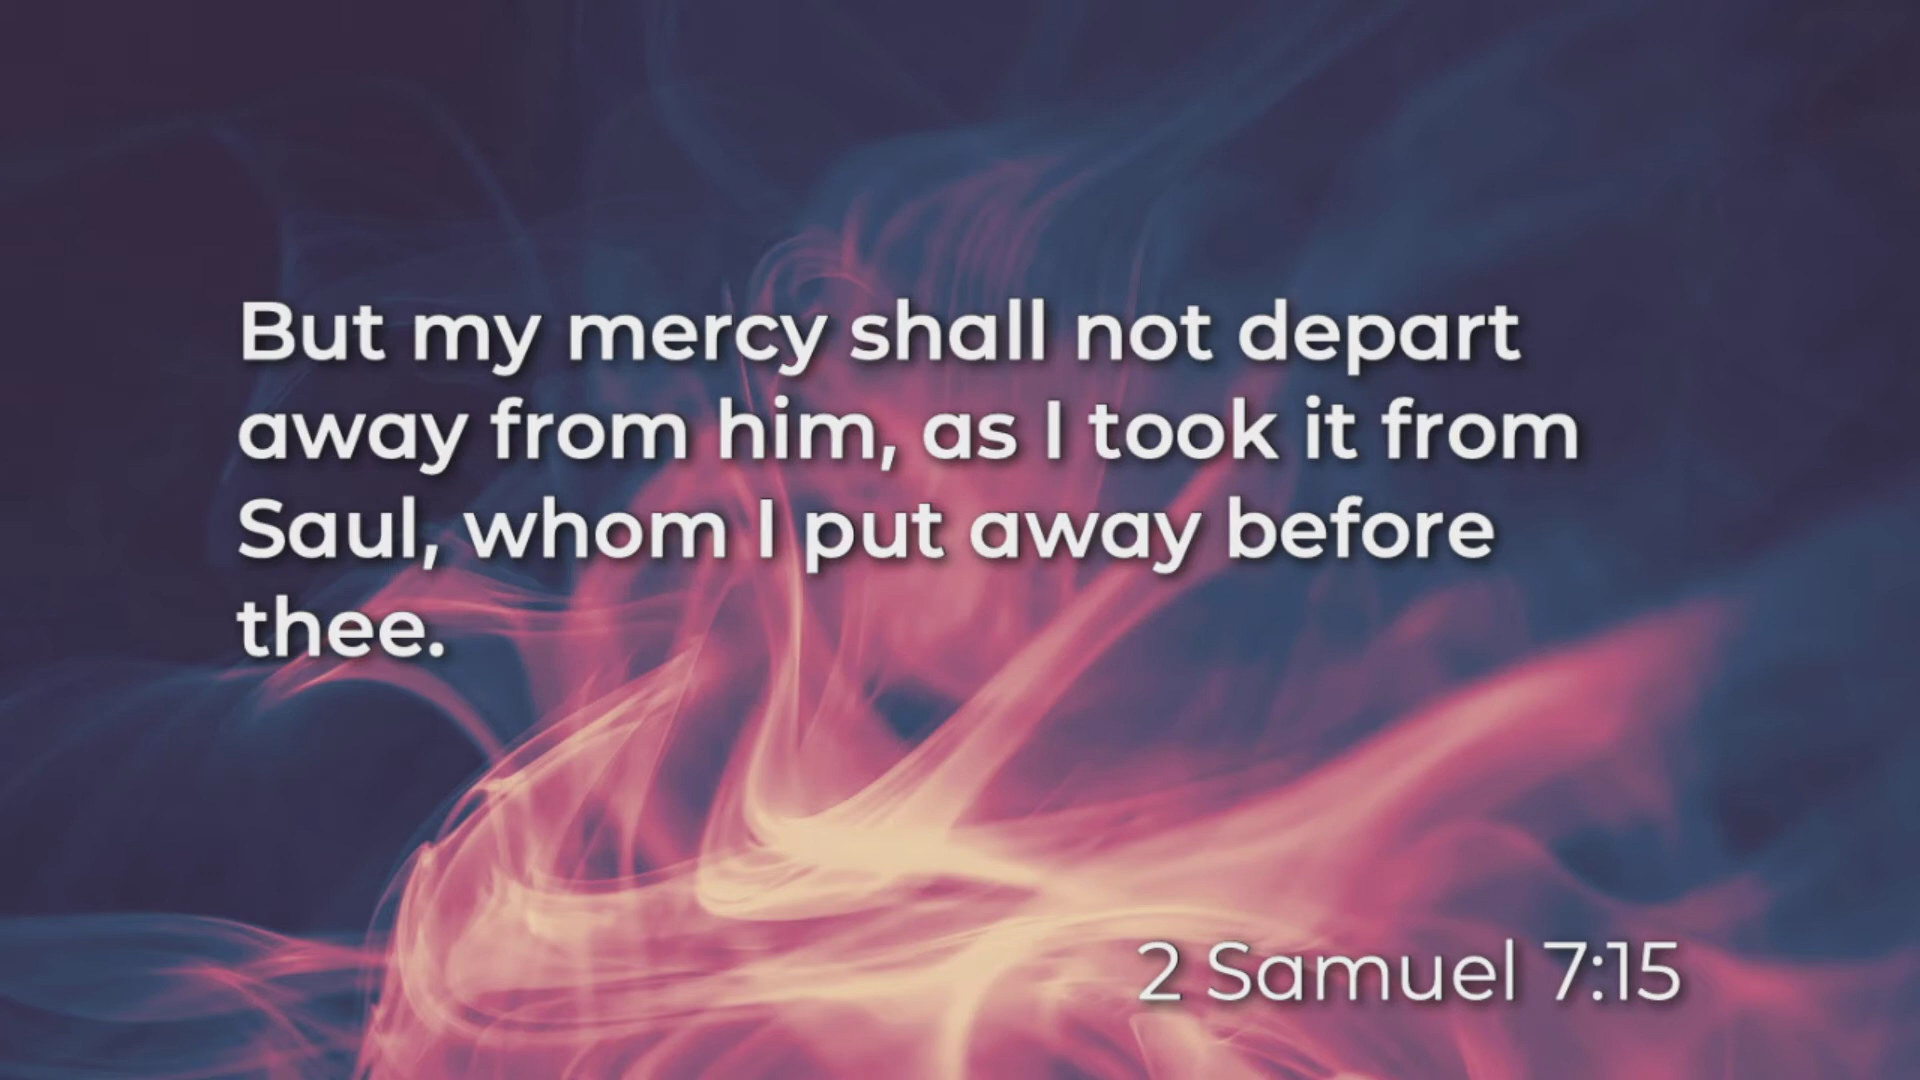 But my mercy shall not depart
away from him, as I took it from
Saul, whom I put away before
thee.
2 Samuel 7:15